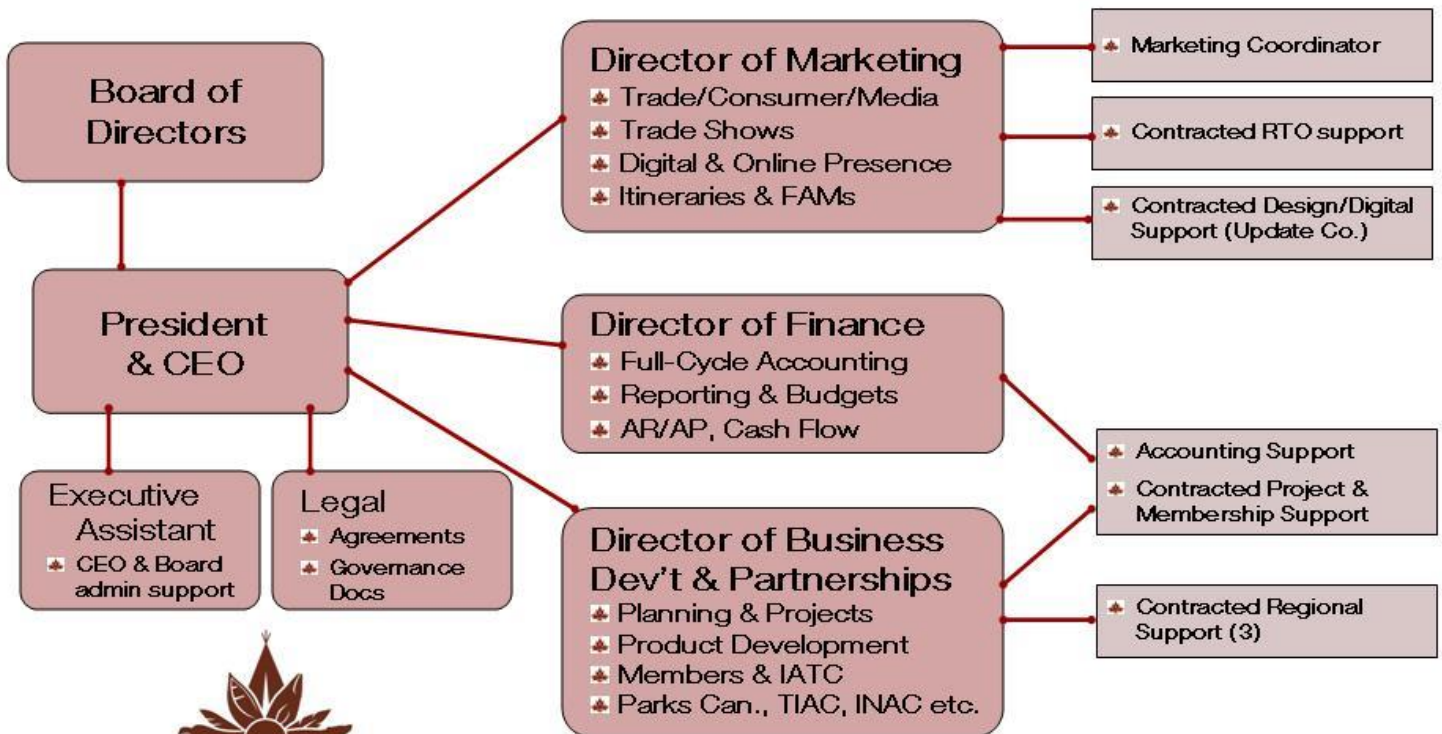 Board of
Directors
President
& CEO
Executive
Assistant
CEO & Board
admin support
Legal
Agreements
Governance
Docs
Director of Marketing
Trade/Consumer/Media
Trade Shows
Digital & Online Presence
Itineraries & FAMs
Director of Finance
Full-Cycle Accounting
Reporting & Budgets
AR/AP, Cash Flow
Director of Business
Dev't & Partnerships
Planning & Projects
Product Development
Members & IATC
Parks Can., TIAC, INAC etc.
Marketing Coordinator
Contracted RTO support
Contracted Design/Digital
Support (Update Co.)
Accounting Support
Contracted Project &
Membership Support
Contracted Regional
Support (3)